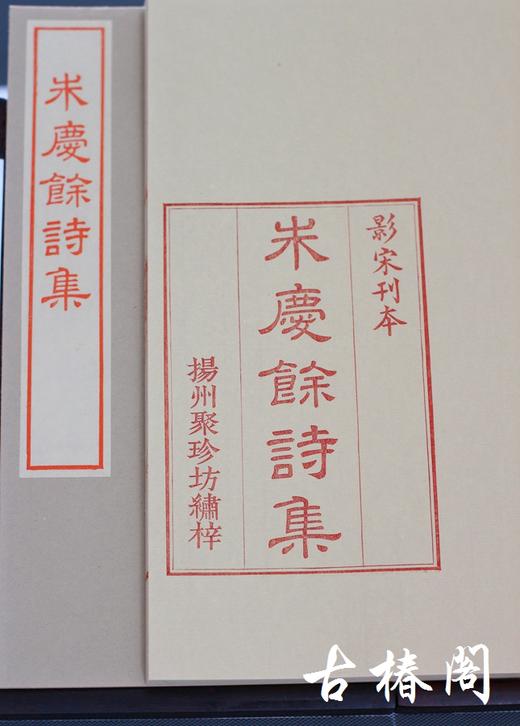 朱慶餘詩集
影宋刊本
朱慶餘詩集
揚州聚珍坊繡梓
古椿閣